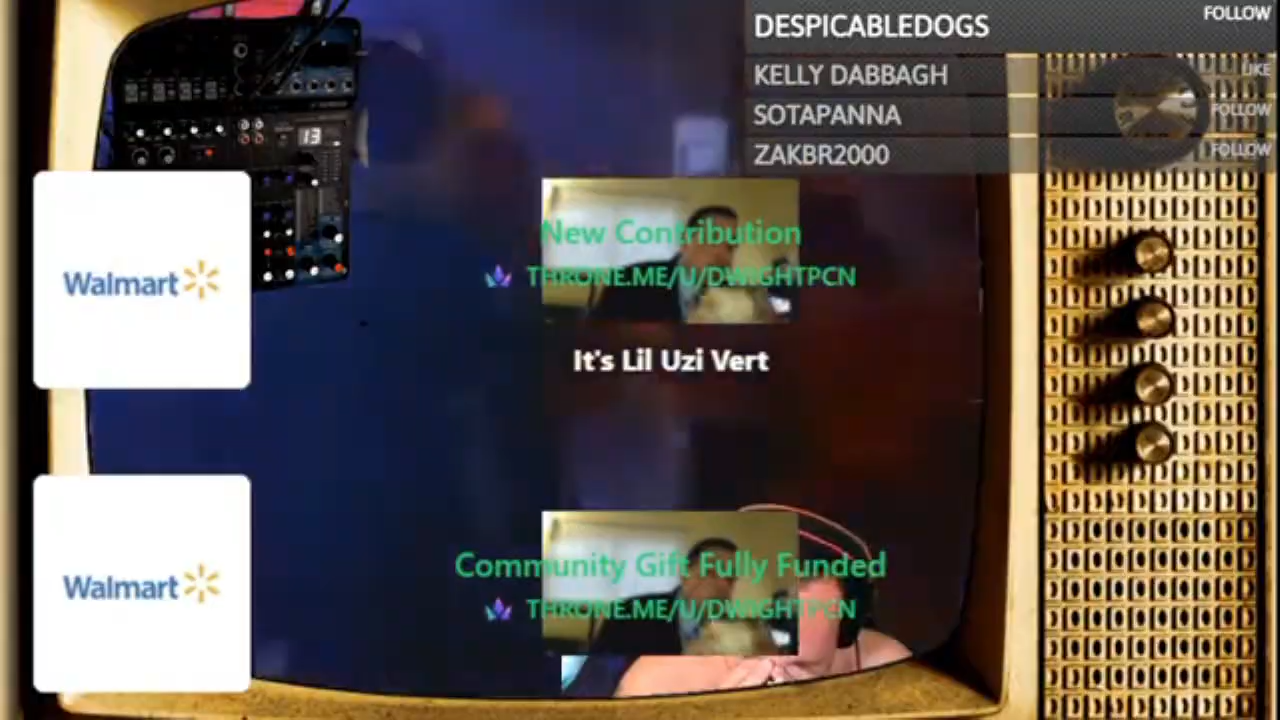 DESPICABLEDOGS
FOLLOW
KELLY DABBAGH
LIKE
SOTAPANNA
FOLLOW
ZAKBR2000
FOLLOW
13
Walmart
New Contribution
THRONE.ME/U/DWIGHTPCN
It's Lil Uzi Vert
Walmart
Community Gift Fully Funded
THRONE.ME/U/DWIGHTPCN